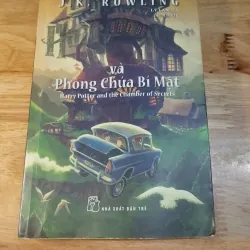 J.K. ROWLING
và
Phòng Chứa Bí Mật
Harry Potter and the Chamber of Secrets
NHÀ XUẤT BẢN TRẺ